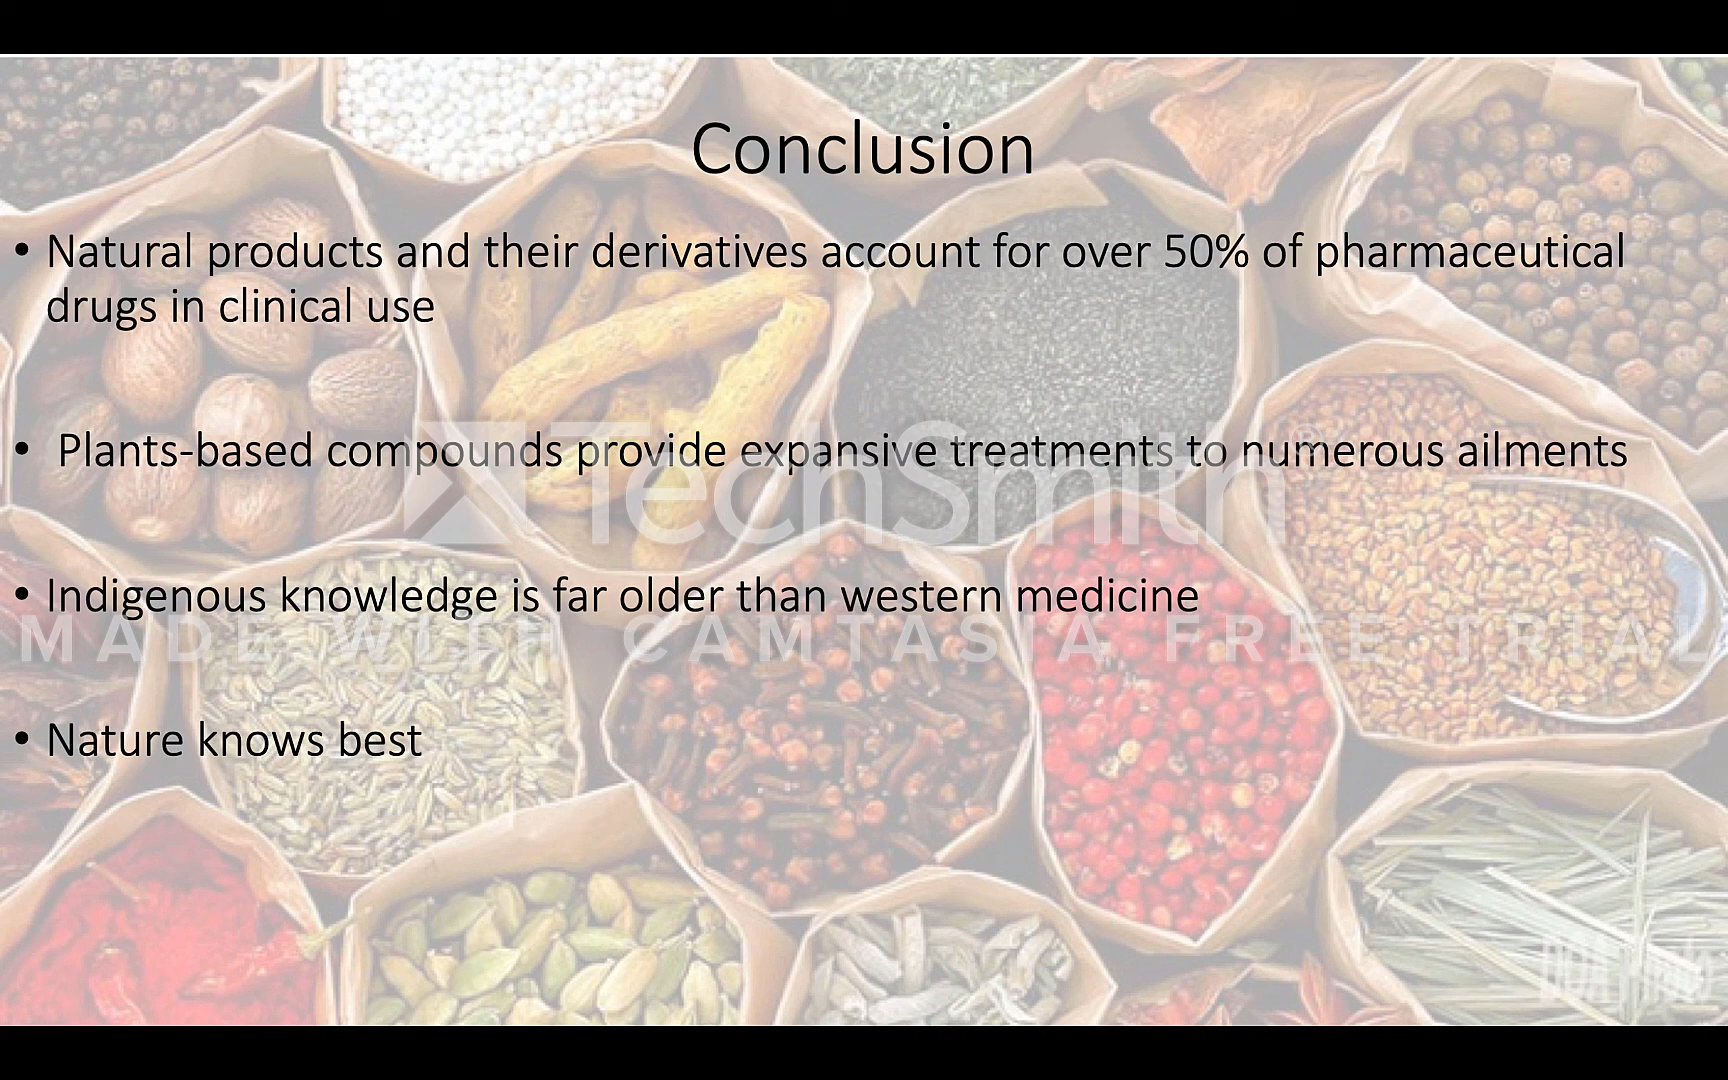 Conclusion
• Natural products and their derivatives account for over 50% of pharmaceutical
drugs in clinical use
• Plants-based compounds provide expansive treatments to numerous ailments
TechSmith®
• Indigenous knowledge is far older than western medicine
MADE WITH CAMTASIA FREE TRIAL
• Nature knows best